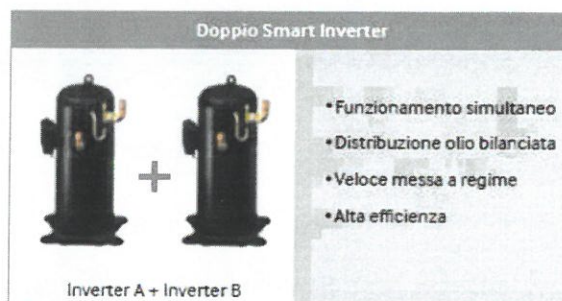 Doppio Smart Inverter
+
• Funzionamento simultaneo
• Distribuzione olio bilanciata
• Veloce messa a regime
• Alta efficienza
Inverter A + Inverter B